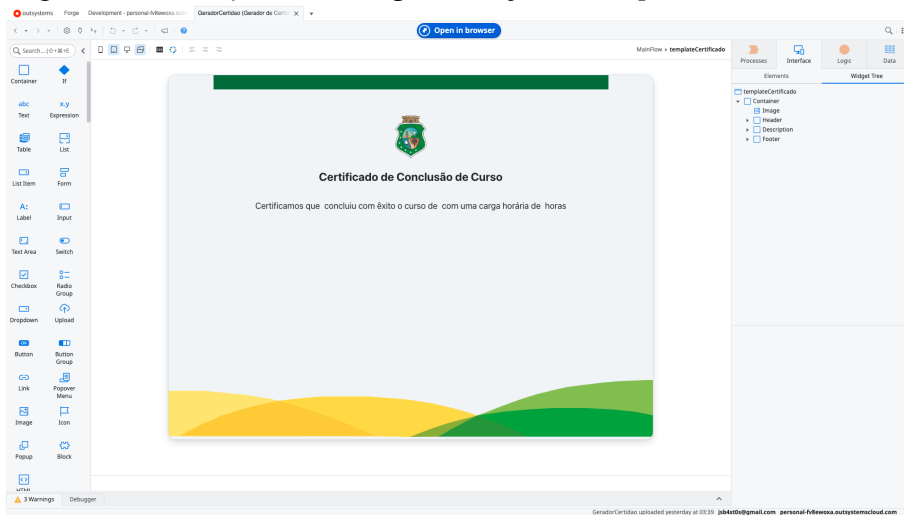 outsystems Forge Development - personal-fv8ewoxa.outs GeradorCertidao (Gerador de Certi
Open in browser
Search... (⇧+⌘+E)
MainFlow › templateCertificado
Processes Interface Logic Data
Elements Widget Tree
templateCertificado
Container
Image
Header
Description
Footer
Container If
abc x.y
Text Expression
Table List
List Item Form
A:
Label Input
Text Area Switch
Checkbox Radio Group
Dropdown Upload
OK
Button Button Group
Link Popover Menu
Image Icon
Popup Block
HTML
Certificado de Conclusão de Curso
Certificamos que concluiu com êxito o curso de com uma carga horária de horas
3 Warnings Debugger
GeradorCertidao uploaded yesterday at 03:39 jsb4st0s@gmail.com personal-fv8ewoxa.outsystemscloud.com